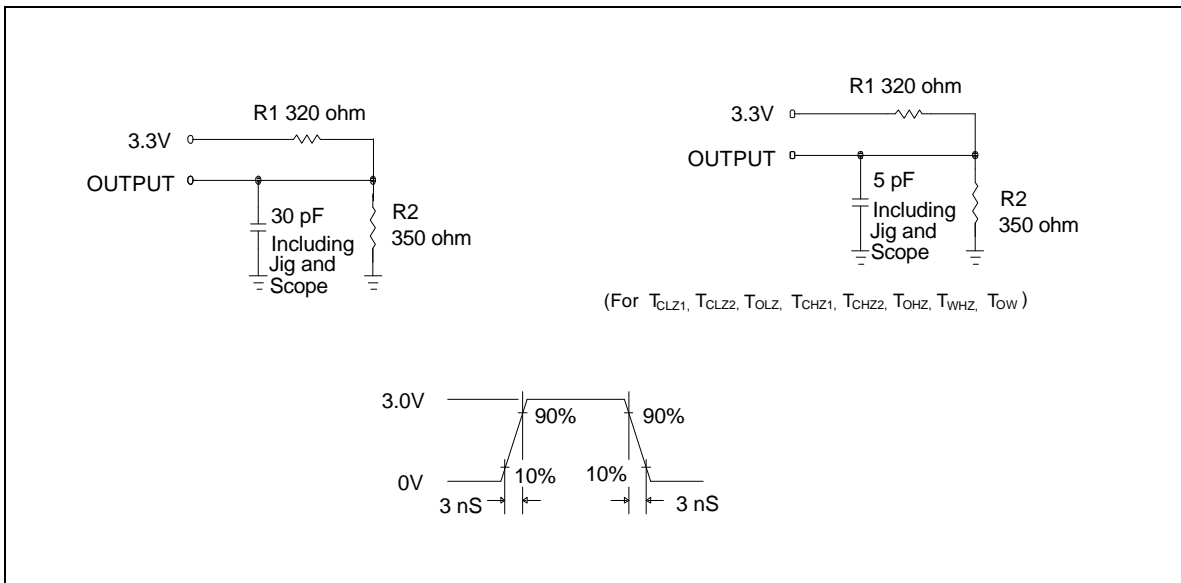 R1 320 ohm
3.3V
OUTPUT
30 pF
Including
Jig and
Scope
R2
350 ohm
R1 320 ohm
3.3V
OUTPUT
5 pF
Including
Jig and
Scope
R2
350 ohm
(For TCLZ1, TCLZ2, TOLZ, TCHZ1, TCHZ2, TOHZ, TWHZ, TOW)
3.0V
90%
90%
0V
10%
10%
3 nS
3 nS